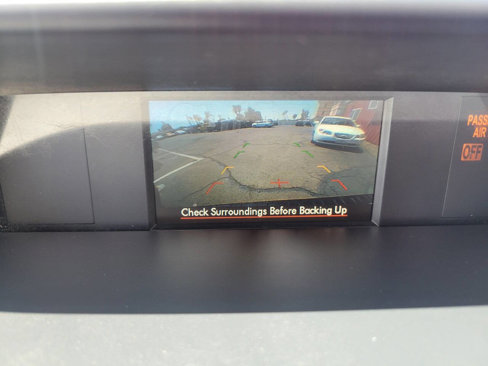 Check Surroundings Before Backing Up
PASS
AIR
OFF